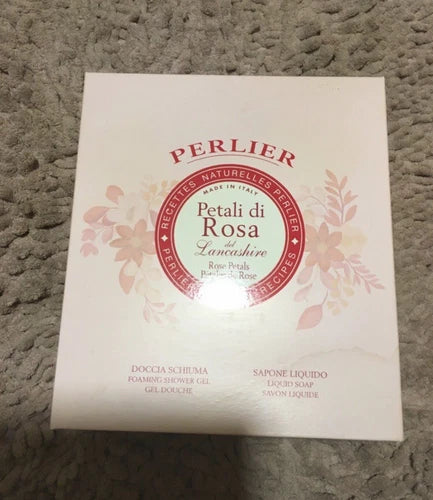 PERLIER
RECETTES NATURELLES PERLIER
MADE IN ITALY
Petali di
Rosa
del
Lancashire
Rose Petals
Pétales de Rose
PERLIER RECIPES
DOCCIA SCHIUMA
FOAMING SHOWER GEL
GEL DOUCHE
SAPONE LIQUIDO
LIQUID SOAP
SAVON LIQUIDE